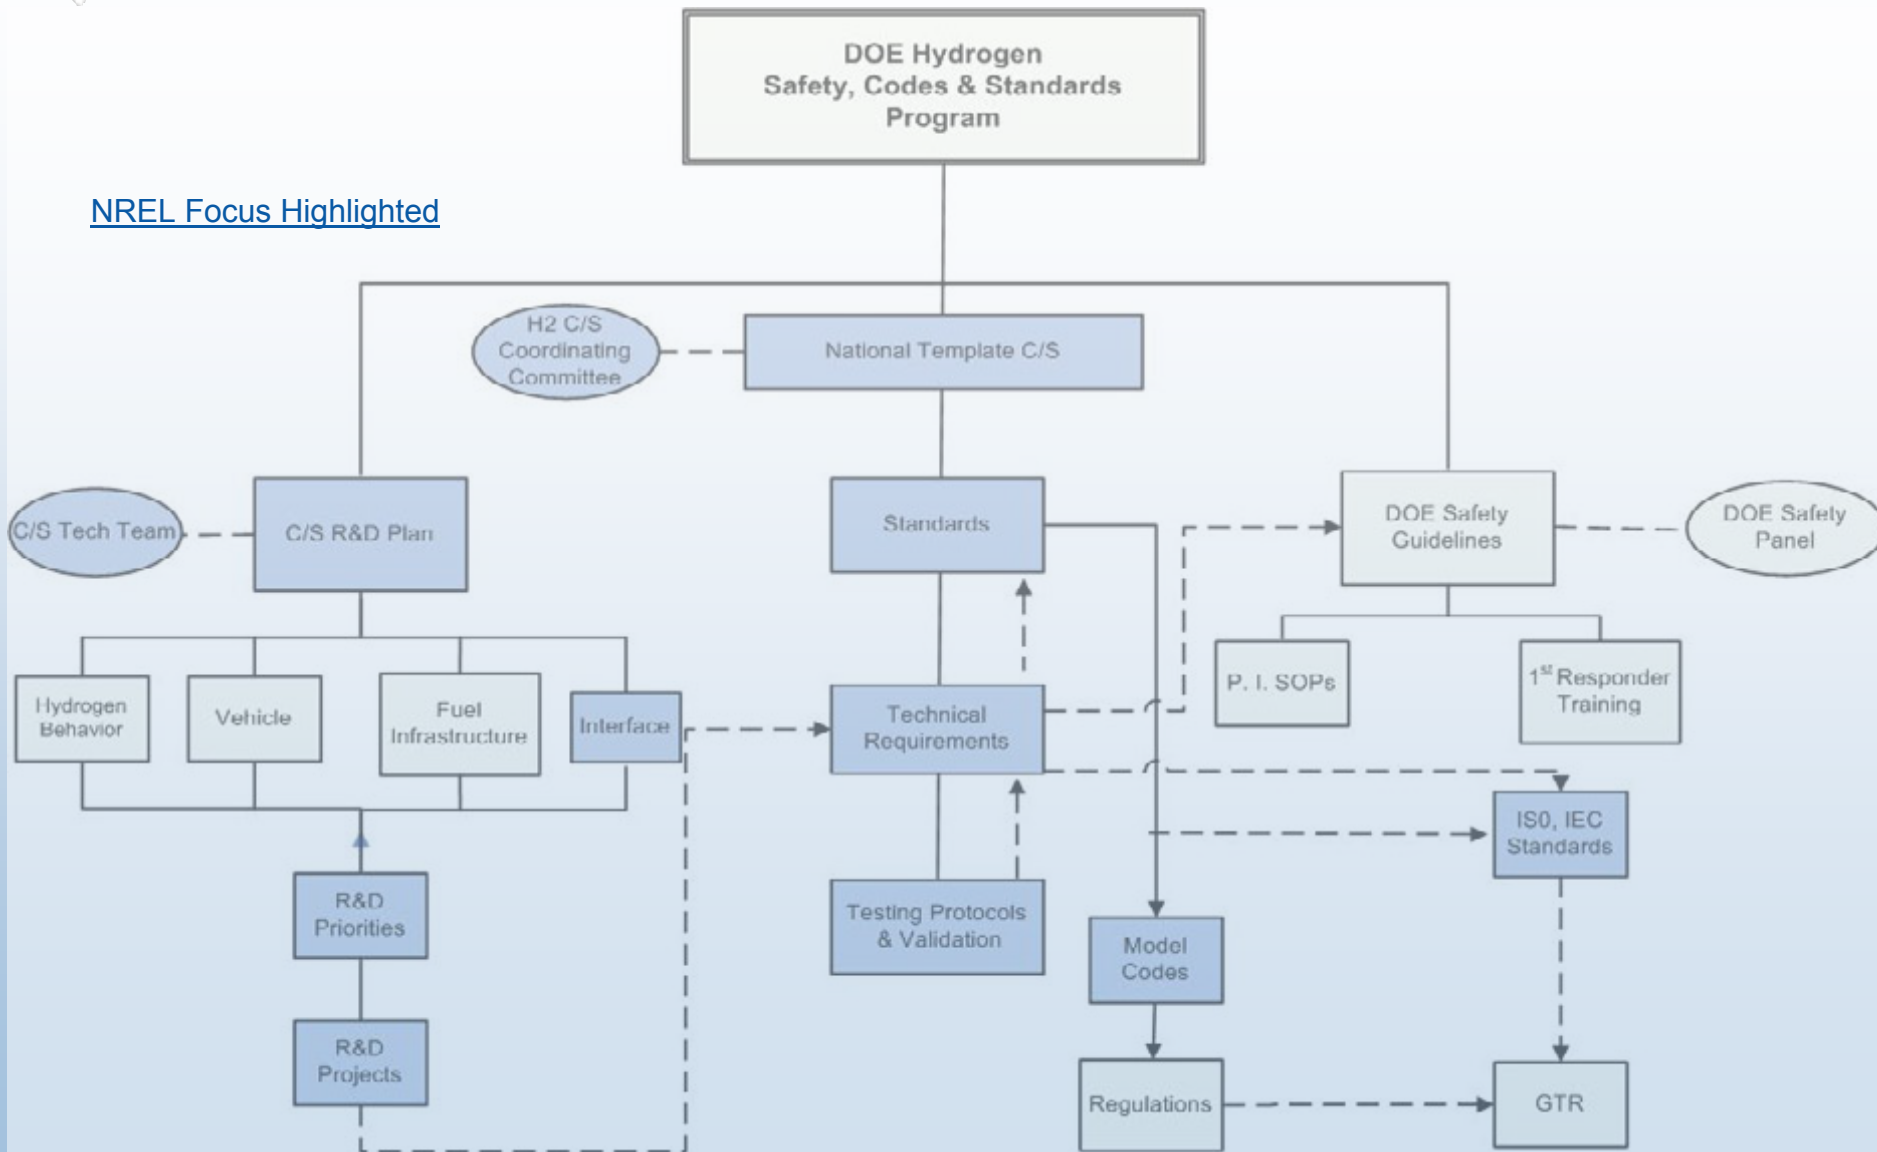 DOE Hydrogen
Safety, Codes & Standards
Program
NREL Focus Highlighted
H2 C/S
Coordinating
Committee
National Template C/S
C/S Tech Team
C/S R&D Plan
Standards
DOE Safety
Guidelines
DOE Safety
Panel
Hydrogen
Behavior
Vehicle
Fuel
Infrastructure
Interface
Technical
Requirements
P. I. SOPs
1st Responder
Training
IS0, IEC
Standards
R&D
Priorities
Testing Protocols
& Validation
Model
Codes
R&D
Projects
Regulations
GTR